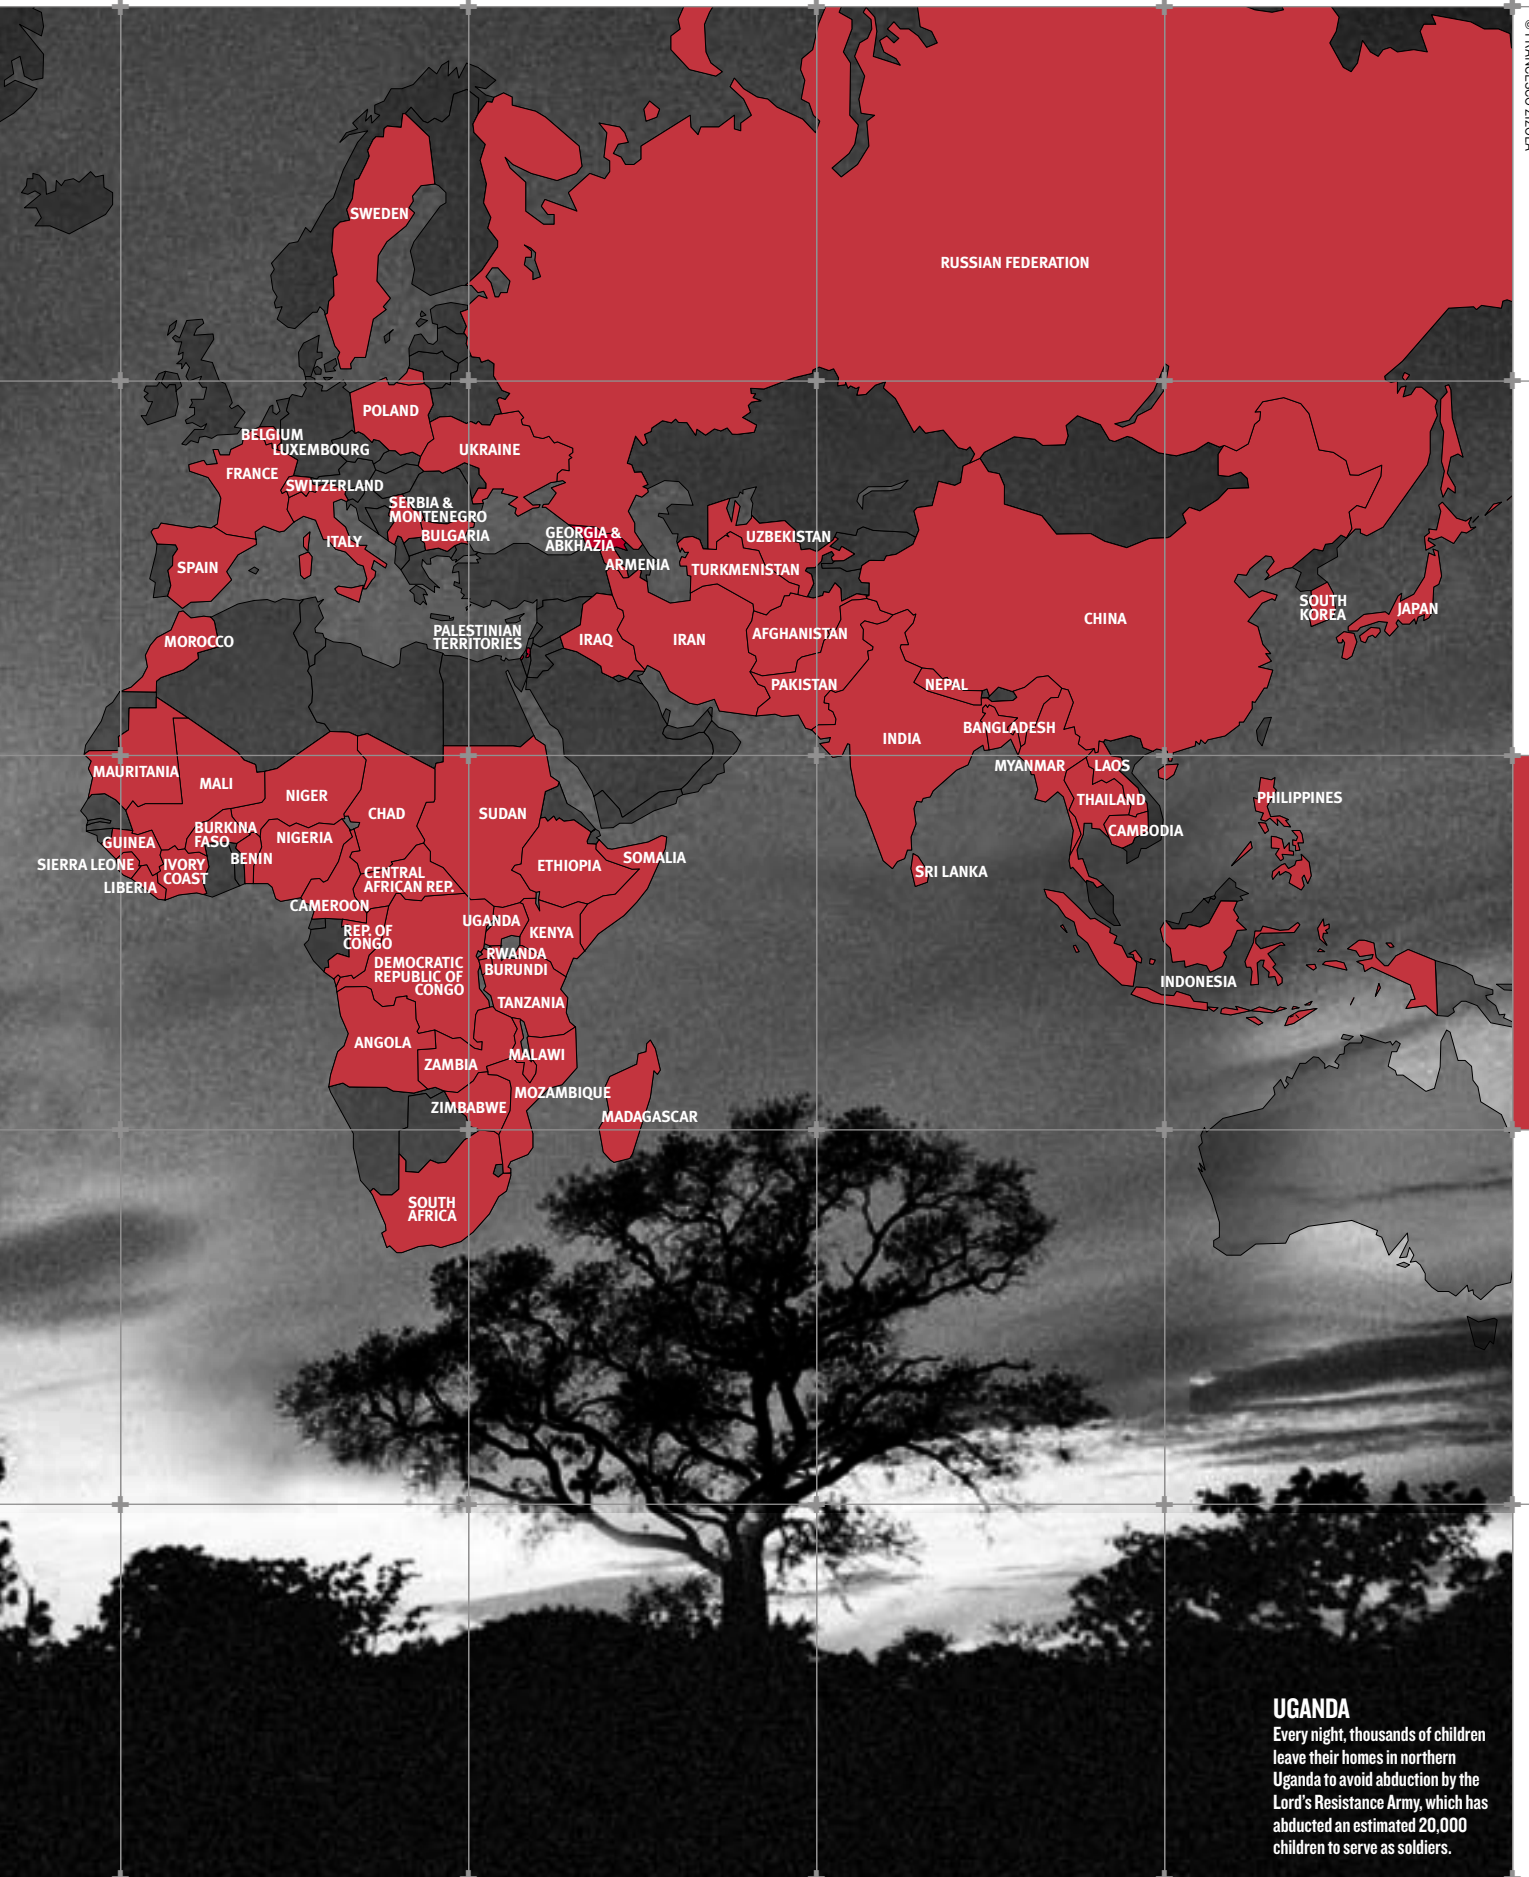 © FRANCESCO ZIZOLA
SWEDEN
RUSSIAN FEDERATION
POLAND
BELGIUM
LUXEMBOURG
UKRAINE
FRANCE
SWITZERLAND
SERBIA &
MONTENEGRO
BULGARIA
GEORGIA &
ABKHAZIA
UZBEKISTAN
ITALY
ARMENIA
TURKMENISTAN
SPAIN
SOUTH
KOREA
JAPAN
CHINA
PALESTINIAN
TERRITORIES
MOROCCO
IRAQ
IRAN
AFGHANISTAN
PAKISTAN
NEPAL
INDIA
BANGLADESH
MYANMAR
LAOS
MAURITANIA
MALI
NIGER
CHAD
SUDAN
THAILAND
PHILIPPINES
BURKINA
FASO
NIGERIA
CAMBODIA
GUINEA
BENIN
SIERRA LEONE
IVORY
COAST
LIBERIA
ETHIOPIA
SOMALIA
SRI LANKA
CENTRAL
AFRICAN REP.
CAMEROON
UGANDA
KENYA
REP. OF
CONGO
RWANDA
BURUNDI
DEMOCRATIC
REPUBLIC OF
CONGO
INDONESIA
TANZANIA
ANGOLA
ZAMBIA
MALAWI
MOZAMBIQUE
ZIMBABWE
MADAGASCAR
SOUTH
AFRICA
UGANDA
Every night, thousands of children
leave their homes in northern
Uganda to avoid abduction by the
Lord's Resistance Army, which has
abducted an estimated 20,000
children to serve as soldiers.